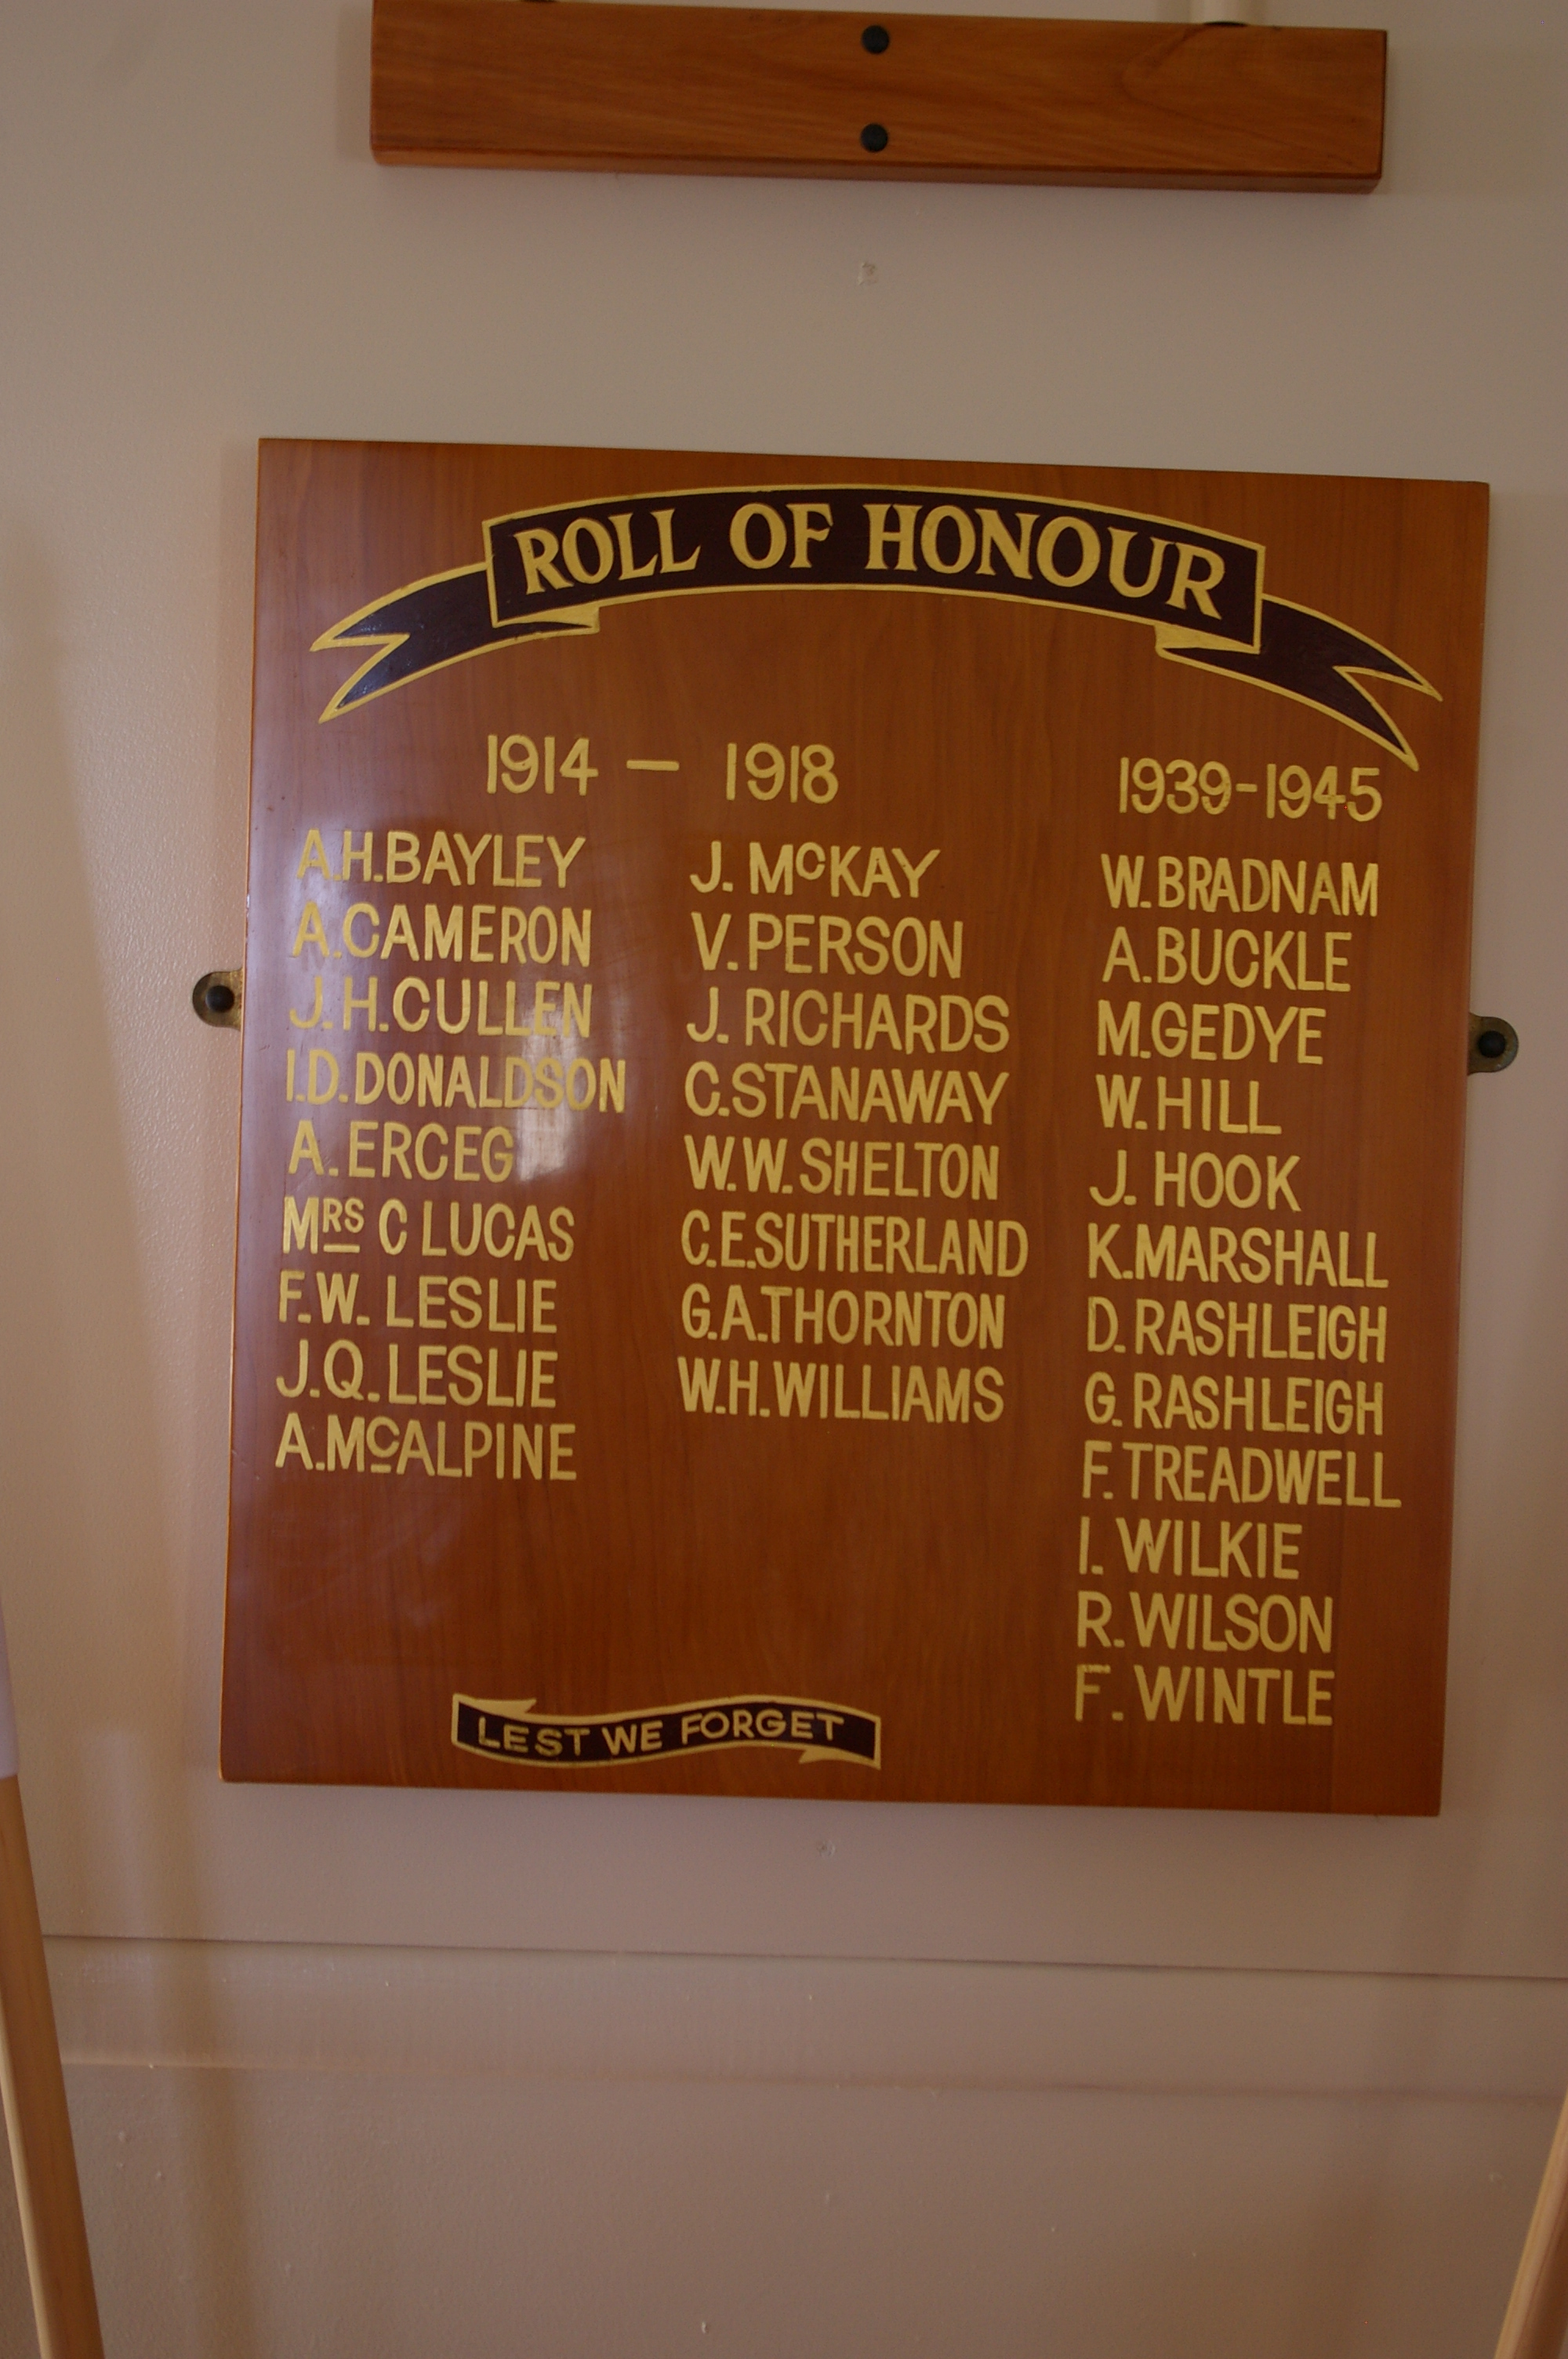 ROLL OF HONOUR
1914 — 1918
A.H. BAYLEY
A. CAMERON
J. H. CULLEN
I.D. DONALDSON
A. ERCEG
MRS C LUCAS
F.W. LESLIE
J.Q. LESLIE
A. McALPINE
J. McKAY
V. PERSON
J. RICHARDS
C. STANAWAY
W.W. SHELTON
C.E. SUTHERLAND
G.A. THORNTON
W.H. WILLIAMS
1939-1945
W. BRADNAM
A. BUCKLE
M. GEDYE
W. HILL
J. HOOK
K. MARSHALL
D. RASHLEIGH
G. RASHLEIGH
F. TREADWELL
I. WILKIE
R. WILSON
F. WINTLE
LEST WE FORGET